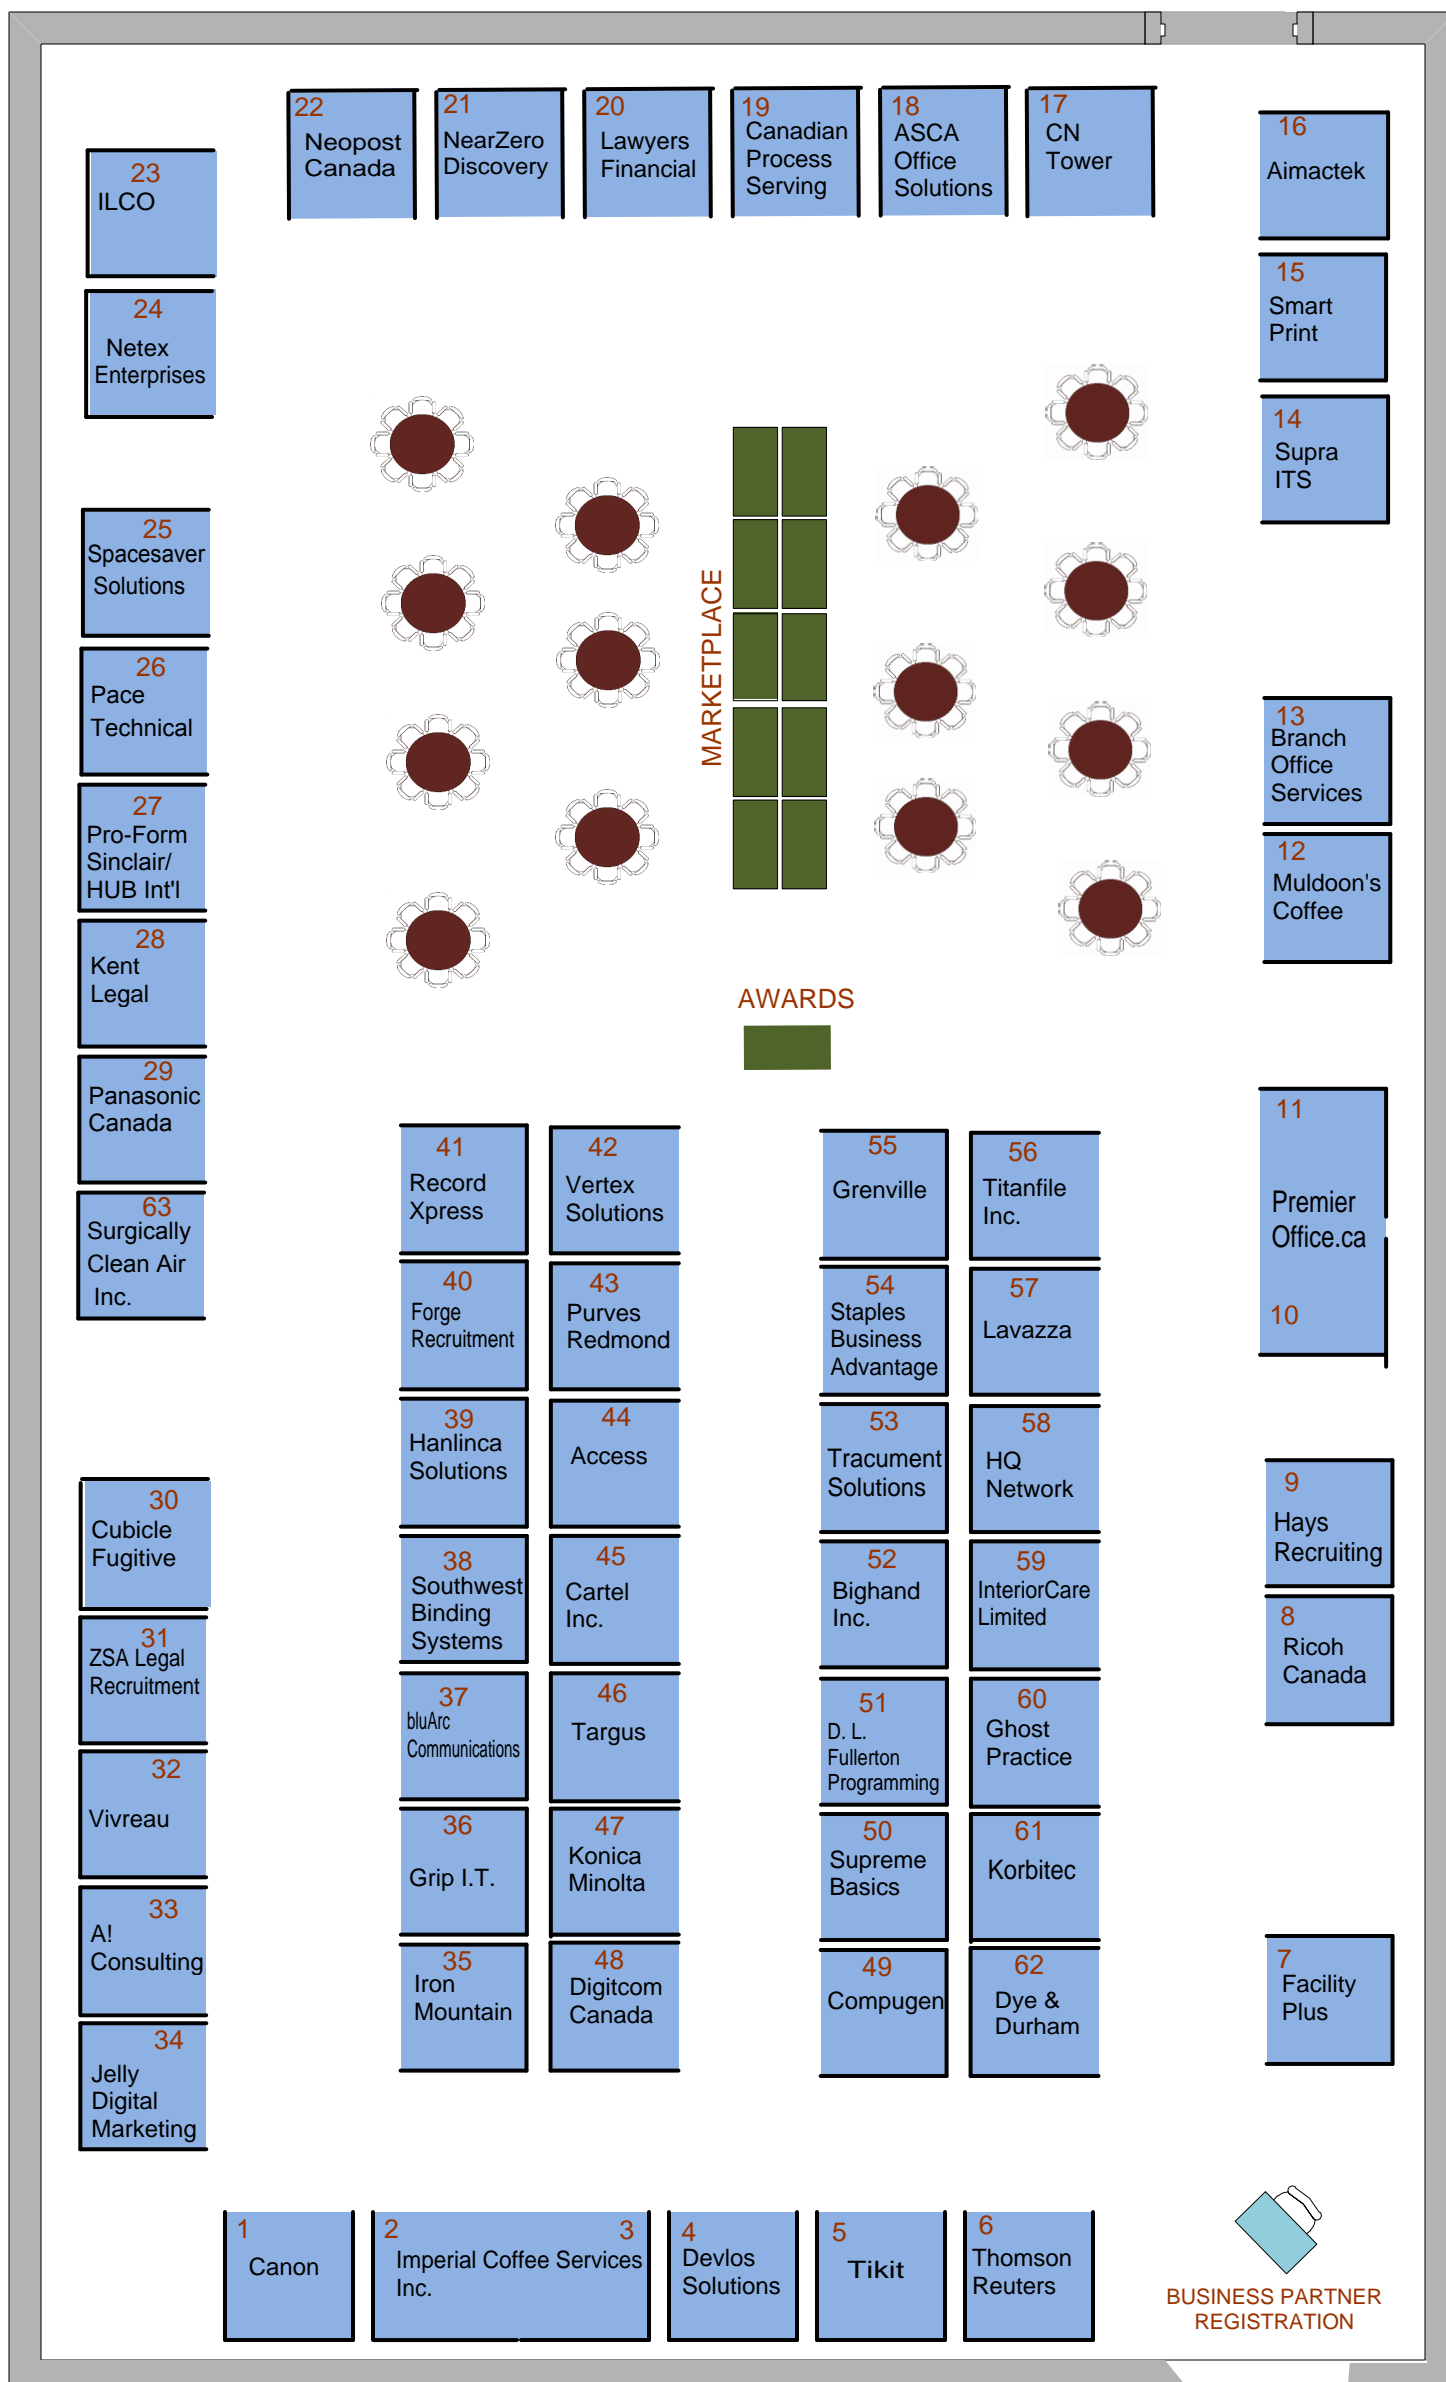 22
Neopost
Canada
21
NearZero
Discovery
20
Lawyers
Financial
19
Canadian
Process
Serving
18
ASCA
Office
Solutions
17
CN
Tower
16
Aimactek
15
Smart
Print
14
Supra
ITS
23
ILCO
24
Netex
Enterprises
25
Spacesaver
Solutions
26
Pace
Technical
27
Pro-Form
Sinclair/
HUB Int'l
28
Kent
Legal
29
Panasonic
Canada
63
Surgically
Clean Air
Inc.
MARKETPLACE
AWARDS
13
Branch
Office
Services
12
Muldoon's
Coffee
11
Premier
Office.ca
10
41
Record
Xpress
42
Vertex
Solutions
55
Grenville
56
Titanfile
Inc.
40
Forge
Recruitment
43
Purves
Redmond
54
Staples
Business
Advantage
57
Lavazza
39
Hanlinca
Solutions
44
Access
53
Tracument
Solutions
58
HQ
Network
9
Hays
Recruiting
30
Cubicle
Fugitive
38
Southwest
Binding
Systems
45
Cartel
Inc.
52
Bighand
Inc.
59
InteriorCare
Limited
8
Ricoh
Canada
31
ZSA Legal
Recruitment
37
bluArc
Communications
46
Targus
51
D. L.
Fullerton
Programming
60
Ghost
Practice
32
Vivreau
36
Grip I.T.
47
Konica
Minolta
50
Supreme
Basics
61
Korbitec
33
A!
Consulting
35
Iron
Mountain
48
Digitcom
Canada
49
Compugen
62
Dye &
Durham
7
Facility
Plus
34
Jelly
Digital
Marketing
1
Canon
2
3
Imperial Coffee Services
Inc.
4
Devlos
Solutions
5
Tikit
6
Thomson
Reuters
BUSINESS PARTNER
REGISTRATION